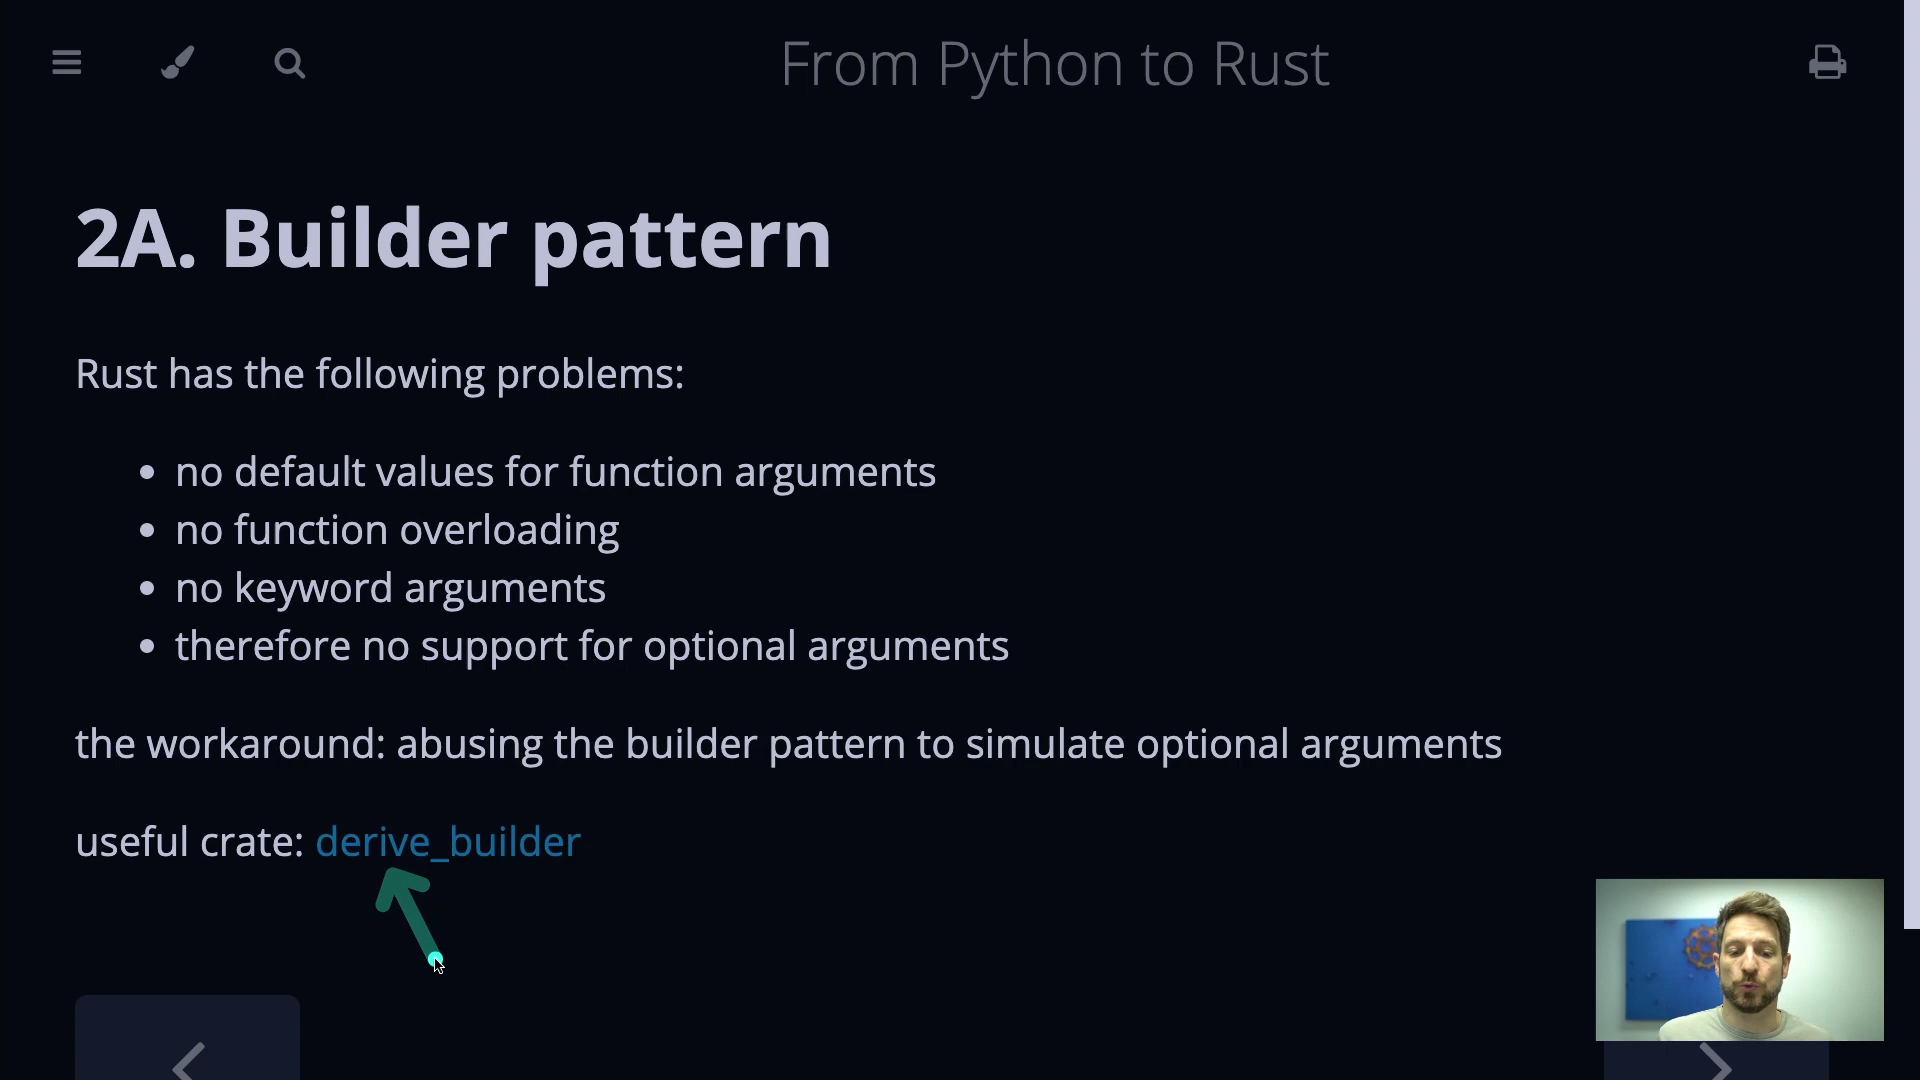 From Python to Rust
2A. Builder pattern
Rust has the following problems:
no default values for function arguments
no function overloading
no keyword arguments
therefore no support for optional arguments
the workaround: abusing the builder pattern to simulate optional arguments
useful crate: derive_builder